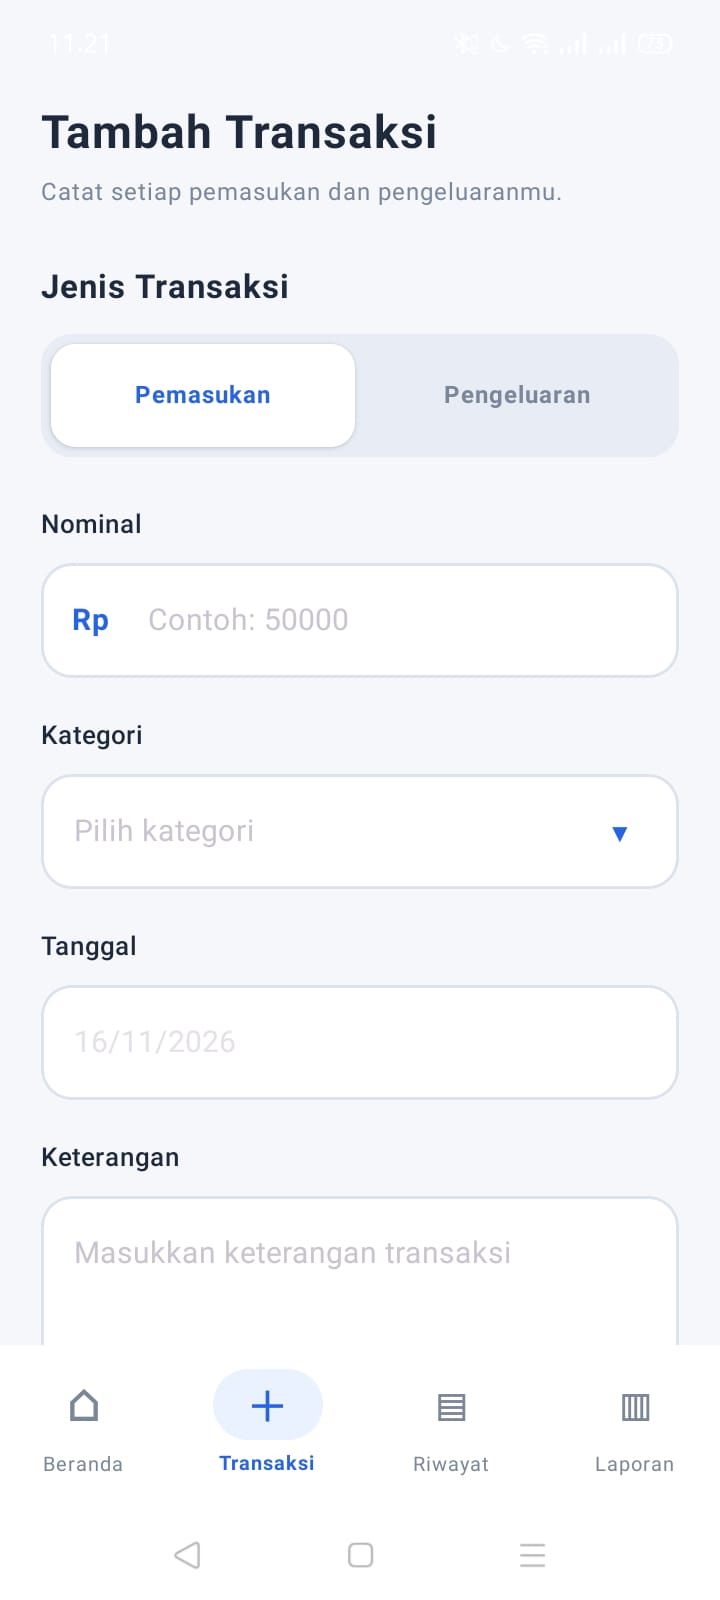 11.21
Tambah Transaksi
Catat setiap pemasukan dan pengeluaranmu.
Jenis Transaksi
Pemasukan Pengeluaran
Nominal
Rp Contoh: 50000
Kategori
Pilih kategori
Tanggal
16/11/2026
Keterangan
Masukkan keterangan transaksi
Beranda Transaksi Riwayat Laporan